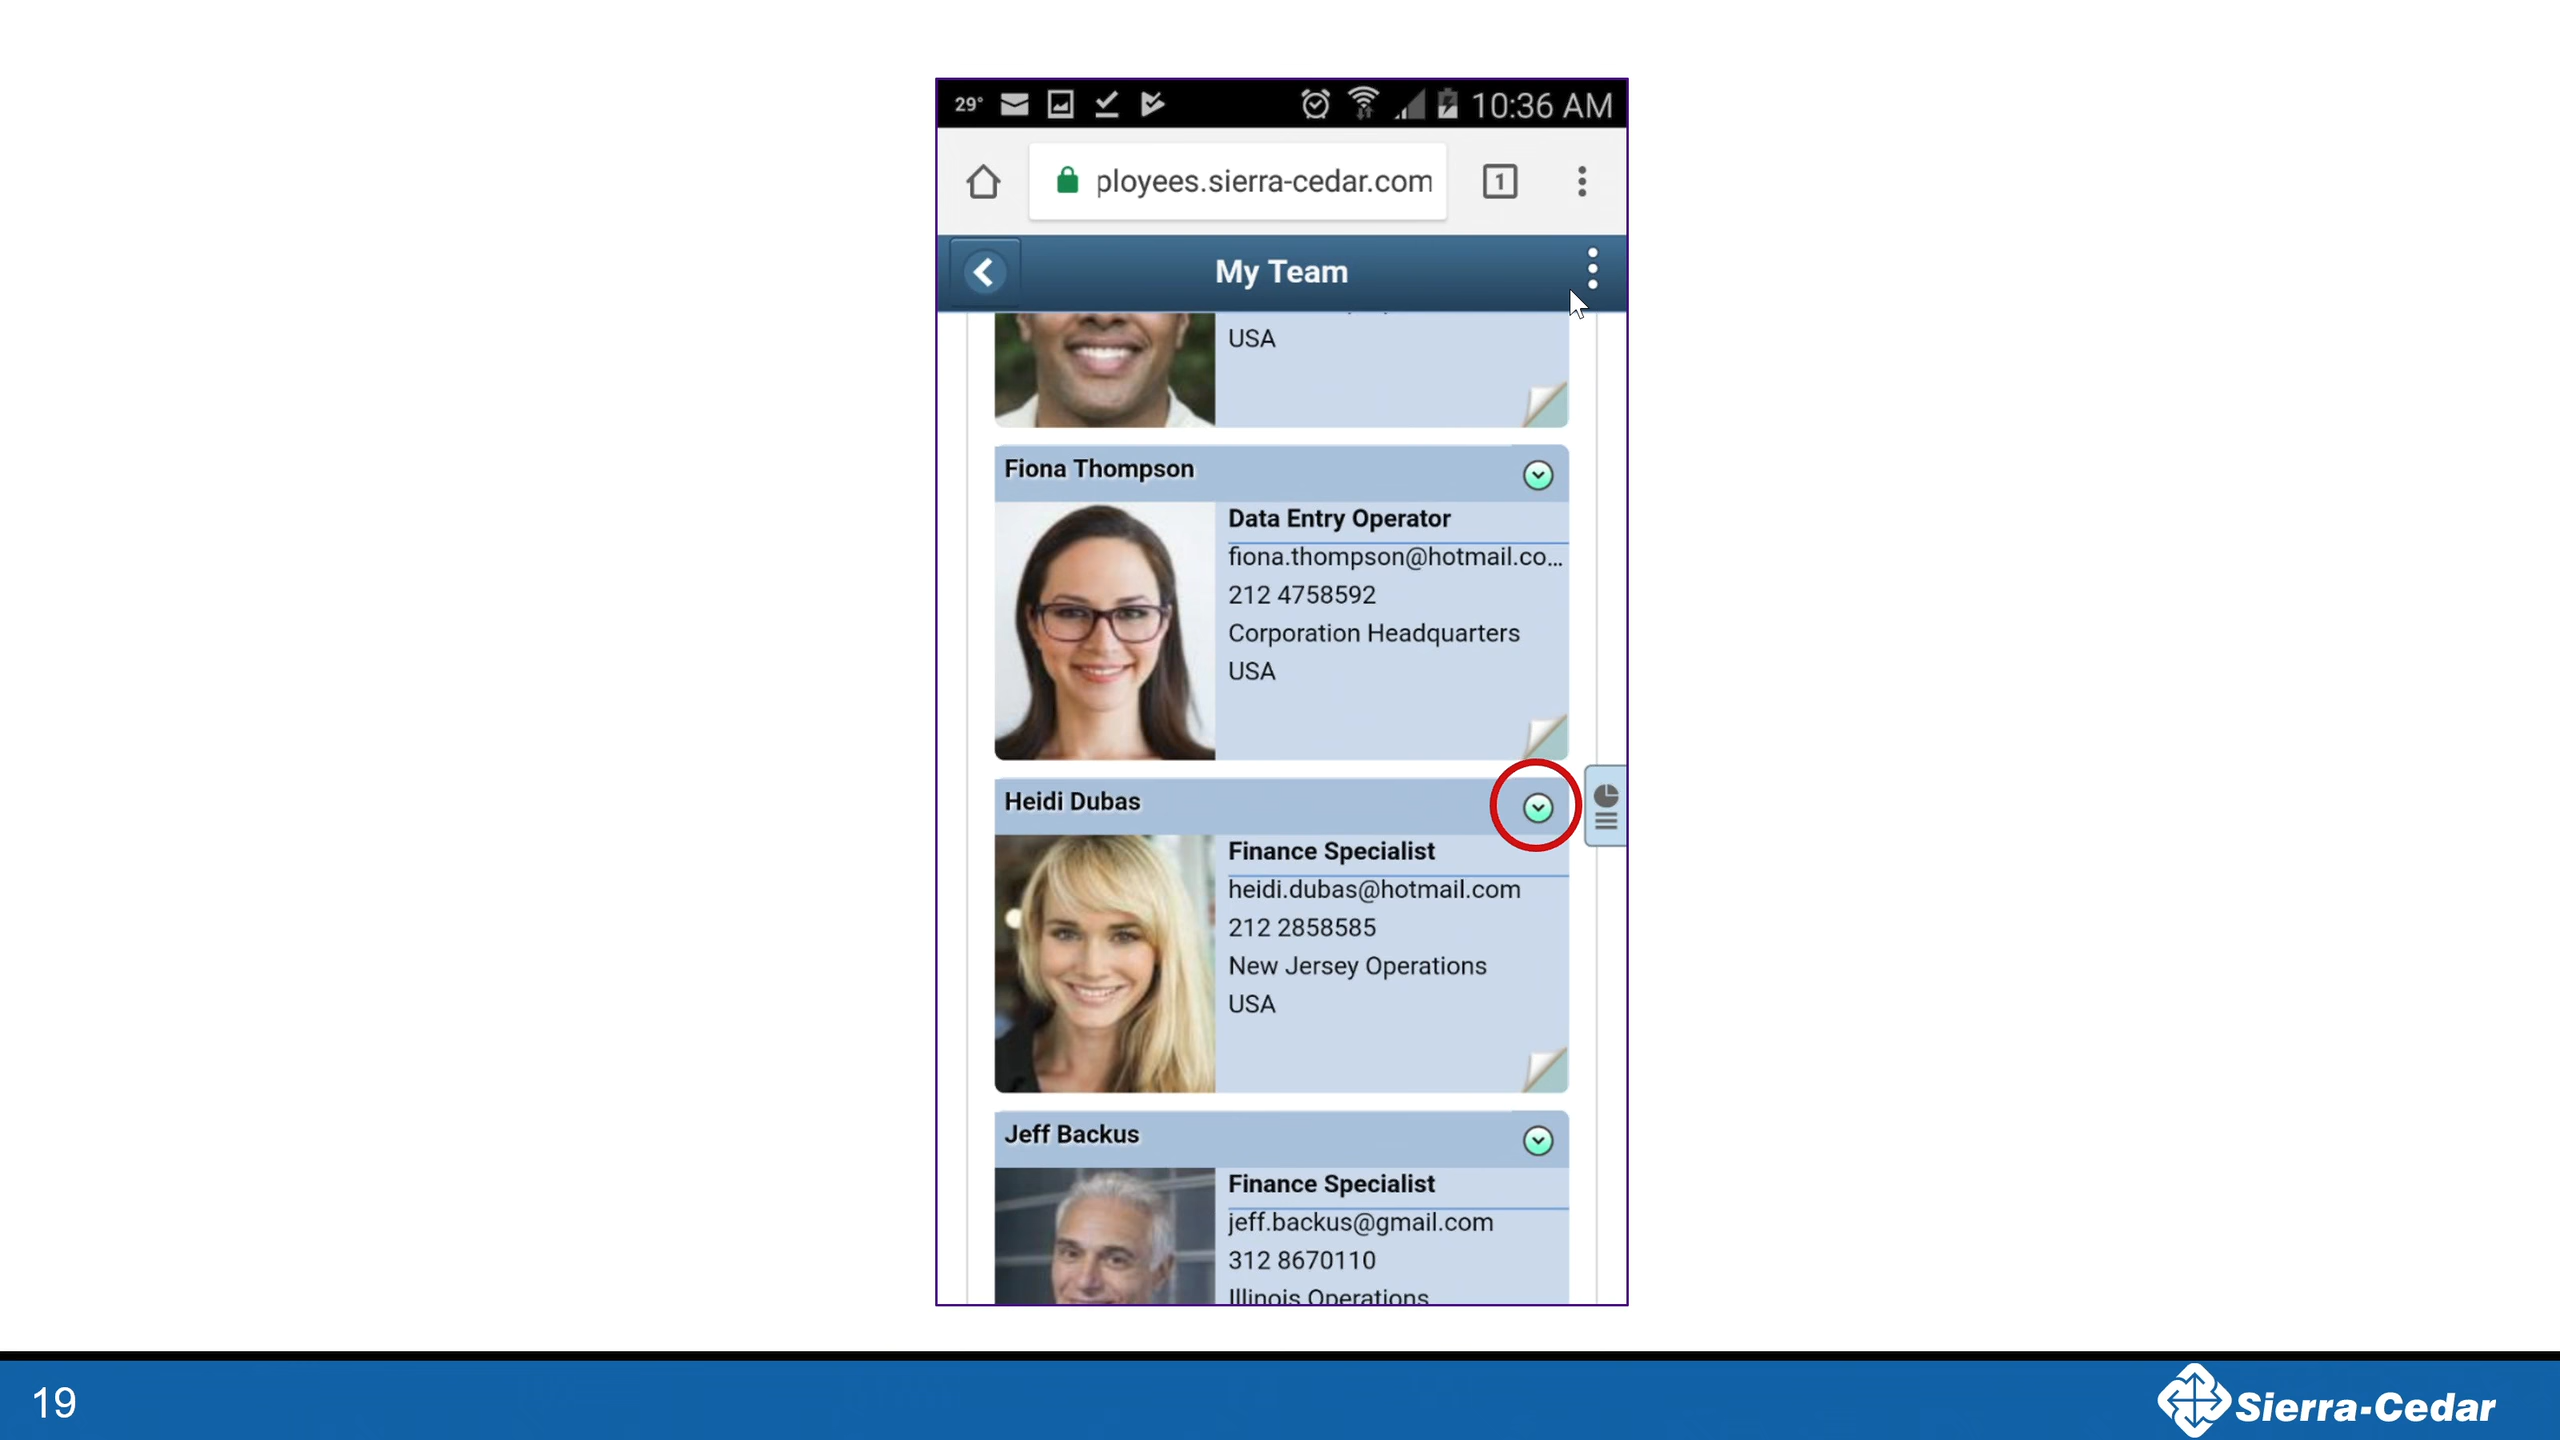 29°
10:36 AM
ployees.sierra-cedar.com
1
My Team
USA
Fiona Thompson
Data Entry Operator
fiona.thompson@hotmail.co...
212 4758592
Corporation Headquarters
USA
Heidi Dubas
Finance Specialist
heidi.dubas@hotmail.com
212 2858585
New Jersey Operations
USA
Jeff Backus
Finance Specialist
jeff.backus@gmail.com
312 8670110
Illinois Operations
19
Sierra-Cedar